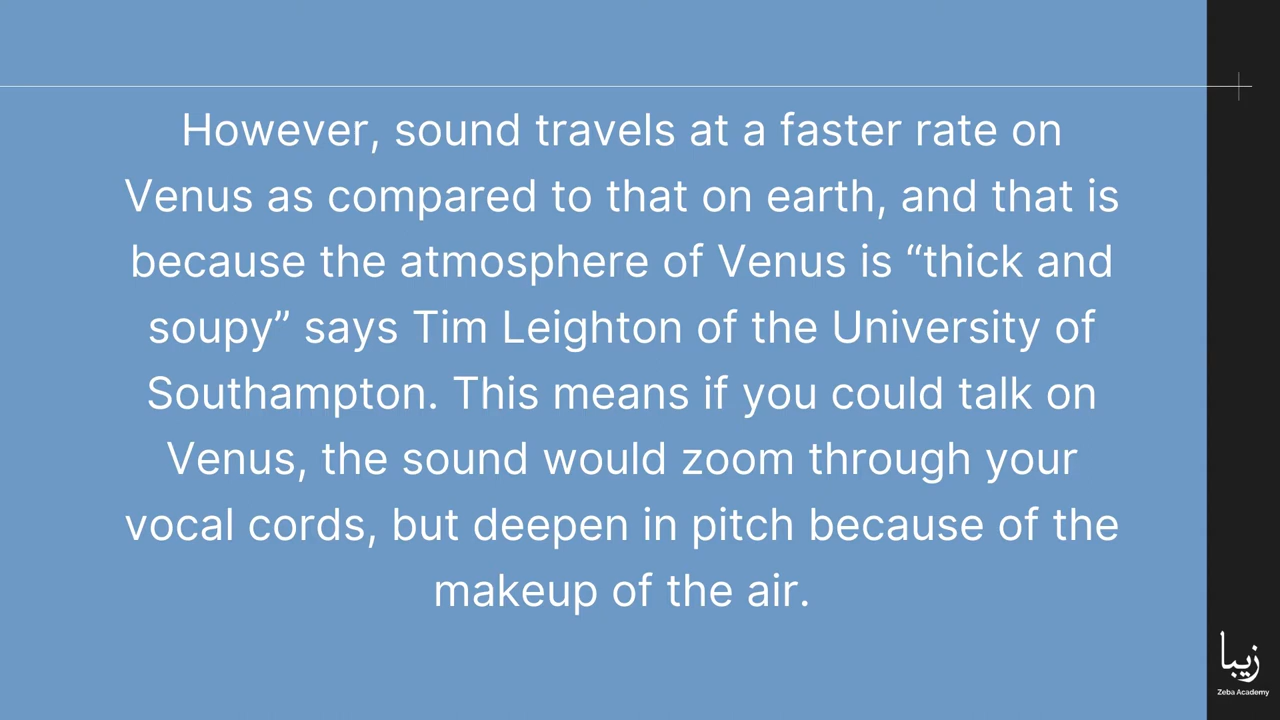 However, sound travels at a faster rate on
Venus as compared to that on earth, and that is
because the atmosphere of Venus is “thick and
soupy” says Tim Leighton of the University of
Southampton. This means if you could talk on
Venus, the sound would zoom through your
vocal cords, but deepen in pitch because of the
makeup of the air.
زيبا
Zeba Academy